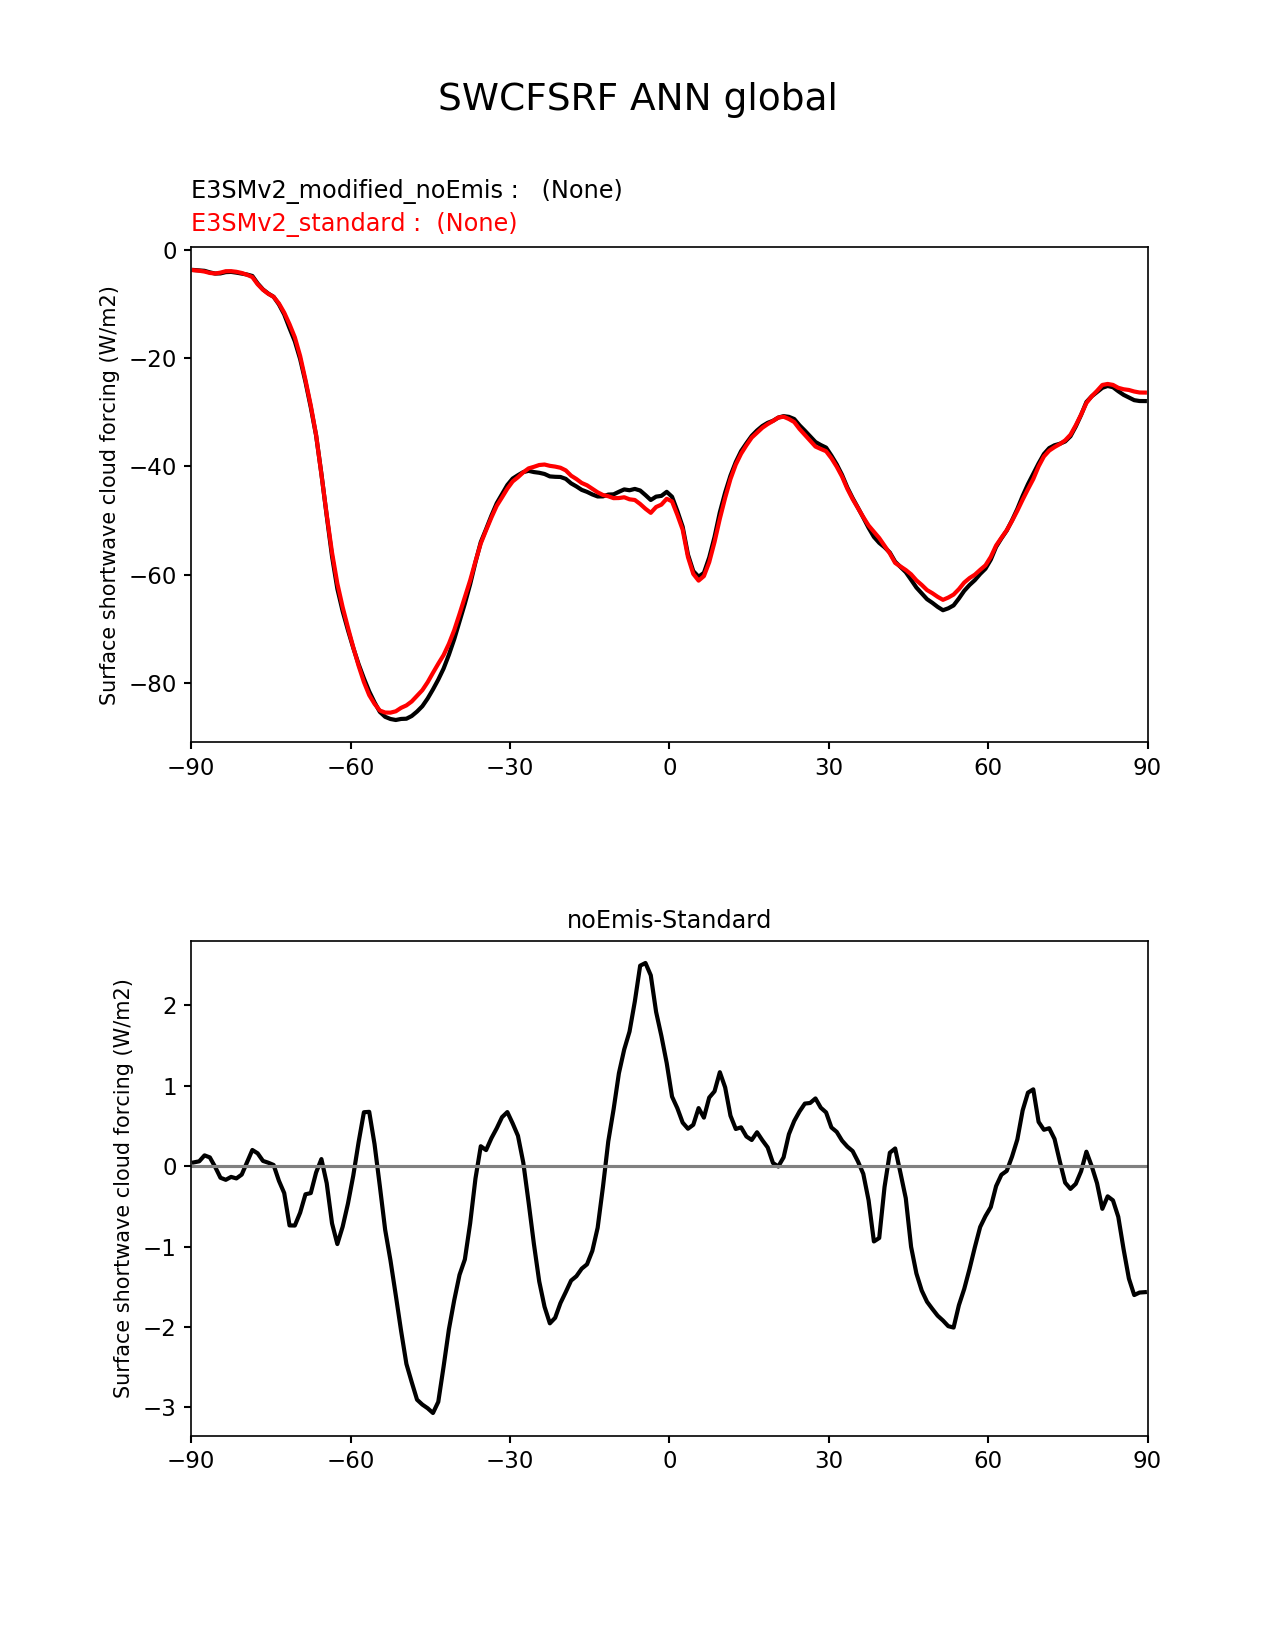 SWCFSRF ANN global
E3SMv2_modified_noEmis :   (None)
E3SMv2_standard :  (None)
Surface shortwave cloud forcing (W/m2)
0
−20
−40
−60
−80
−90 −60 −30 0 30 60 90
noEmis-Standard
Surface shortwave cloud forcing (W/m2)
2
1
0
−1
−2
−3
−90 −60 −30 0 30 60 90